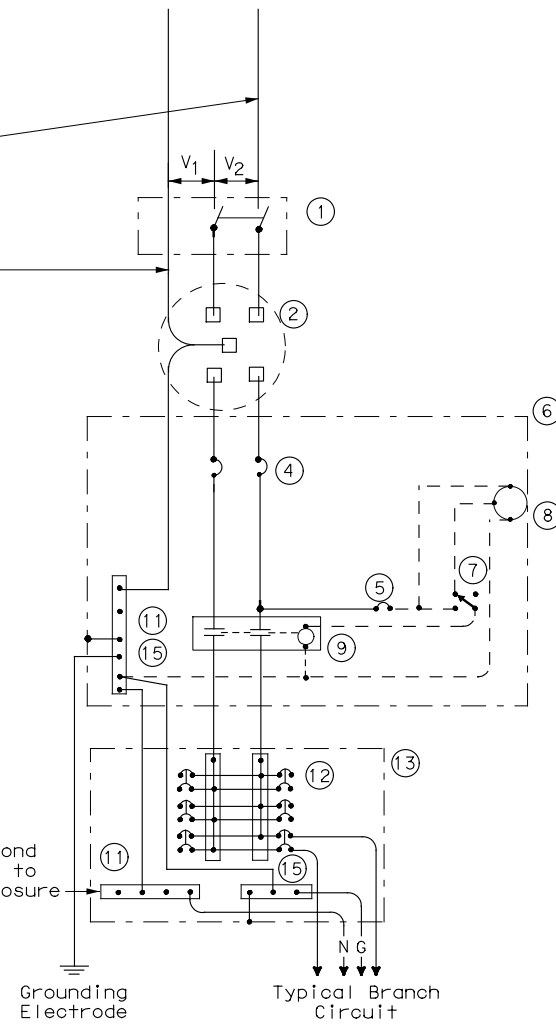 V1
V2
1
2
6
4
8
5
7
11
15
9
13
12
ond
11
to
15
osure
N G
Grounding
Electrode
Typical Branch
Circuit